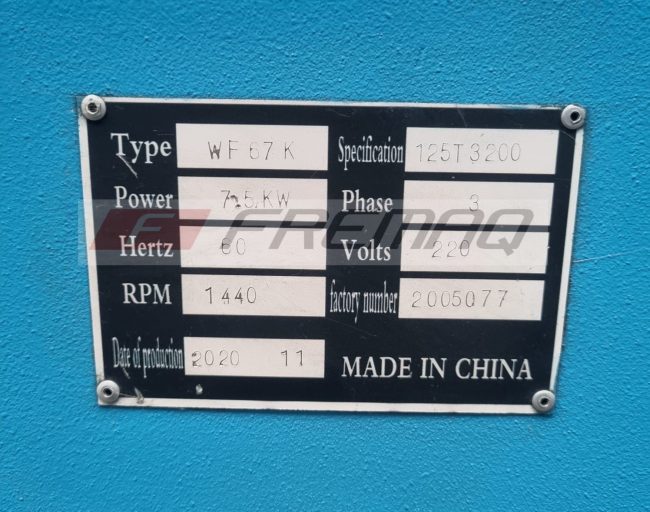 Type WF 67 K Specification 125T3200
Power 7.5.KW Phase 3
FREMAQ
Hertz 60 Volts 220
RPM 1440 factory number 2005077
Date of production 2020 11 MADE IN CHINA